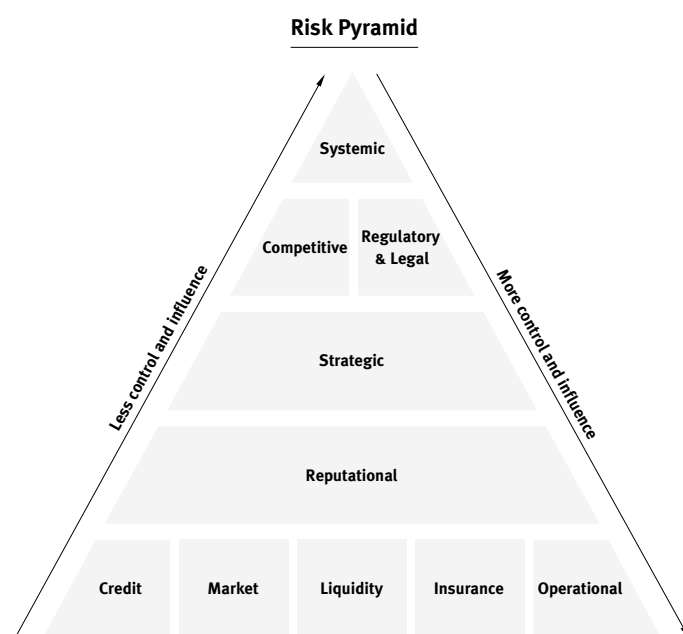 Risk Pyramid
Systemic
Competitive
Regulatory
& Legal
Less control and influence
More control and influence
Strategic
Reputational
Credit
Market
Liquidity
Insurance
Operational